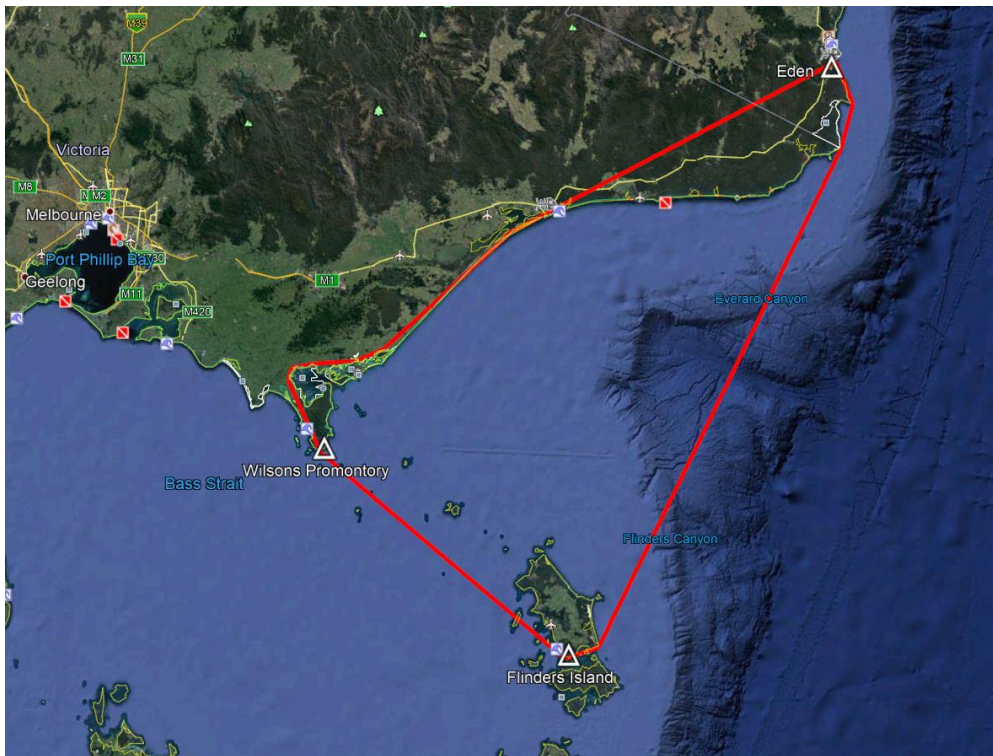 M39
M31
Eden
Victoria
M8
M2
Melbourne
Port Phillip Bay
Geelong
M11
M420
M1
Everard Canyon
Wilsons Promontory
Bass Strait
Flinders Canyon
Flinders Island